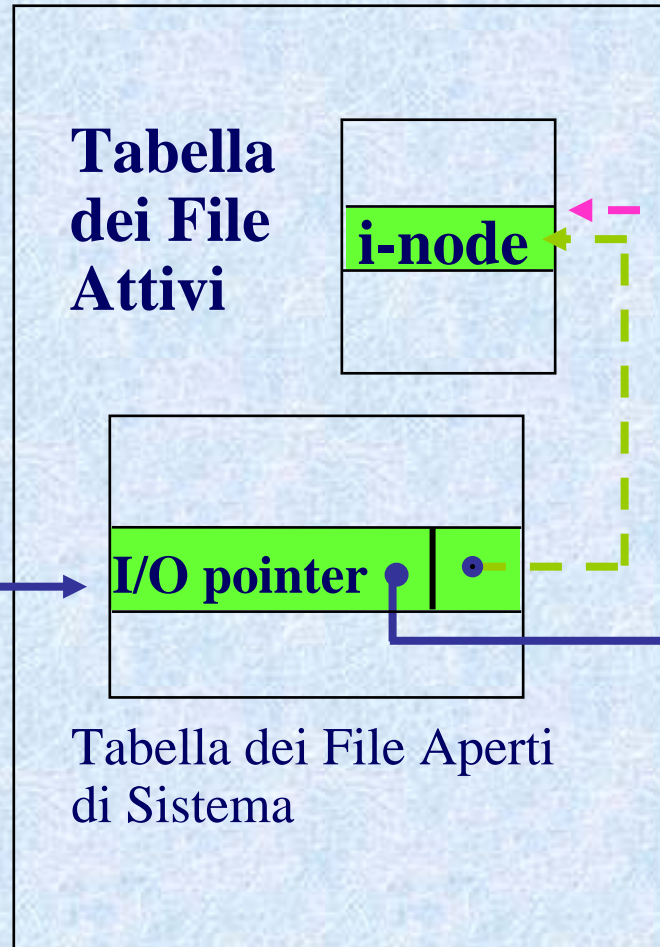 Tabella
dei File
Attivi
i-node
I/O pointer
Tabella dei File Aperti
di Sistema